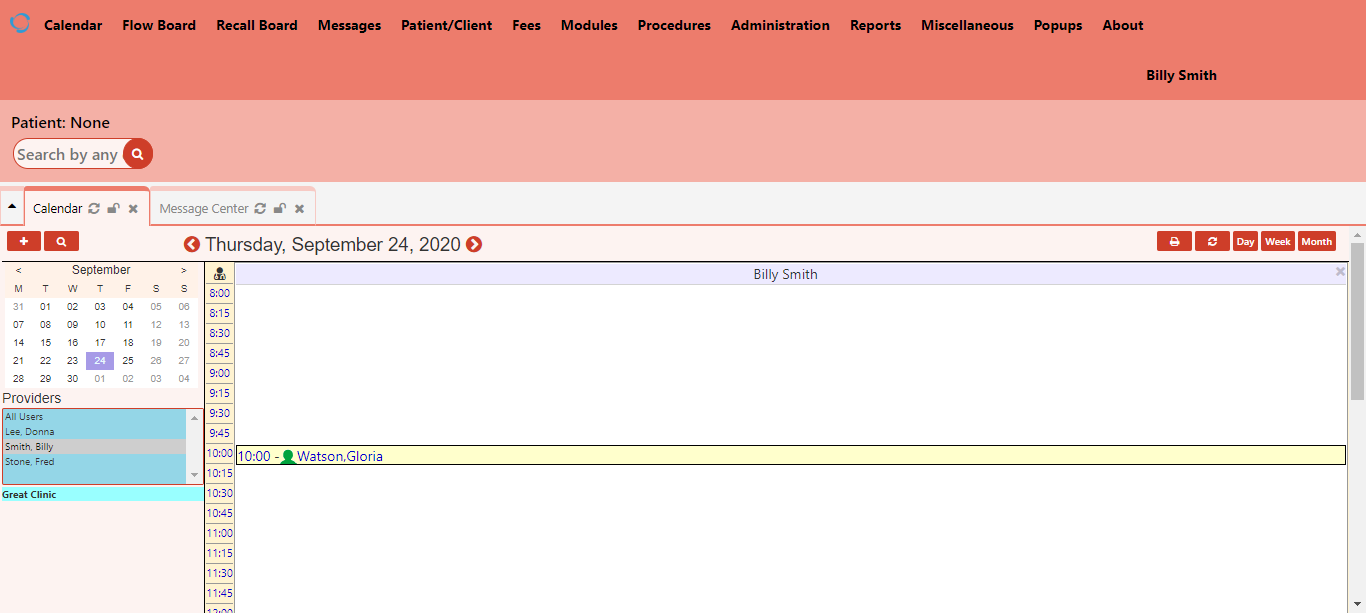 Calendar Flow Board Recall Board Messages Patient/Client Fees Modules Procedures Administration Reports Miscellaneous Popups About
Billy Smith
Patient: None
Search by any
Calendar Message Center
Thursday, September 24, 2020 Day Week Month
< September >
M T W T F S S
31 01 02 03 04 05 06
07 08 09 10 11 12 13
14 15 16 17 18 19 20
21 22 23 24 25 26 27
28 29 30 01 02 03 04
Providers
All Users
Lee, Donna
Smith, Billy
Stone, Fred
Great Clinic
Billy Smith
8:00
8:15
8:30
8:45
9:00
9:15
9:30
9:45
10:00 10:00 - Watson,Gloria
10:15
10:30
10:45
11:00
11:15
11:30
11:45
12:00